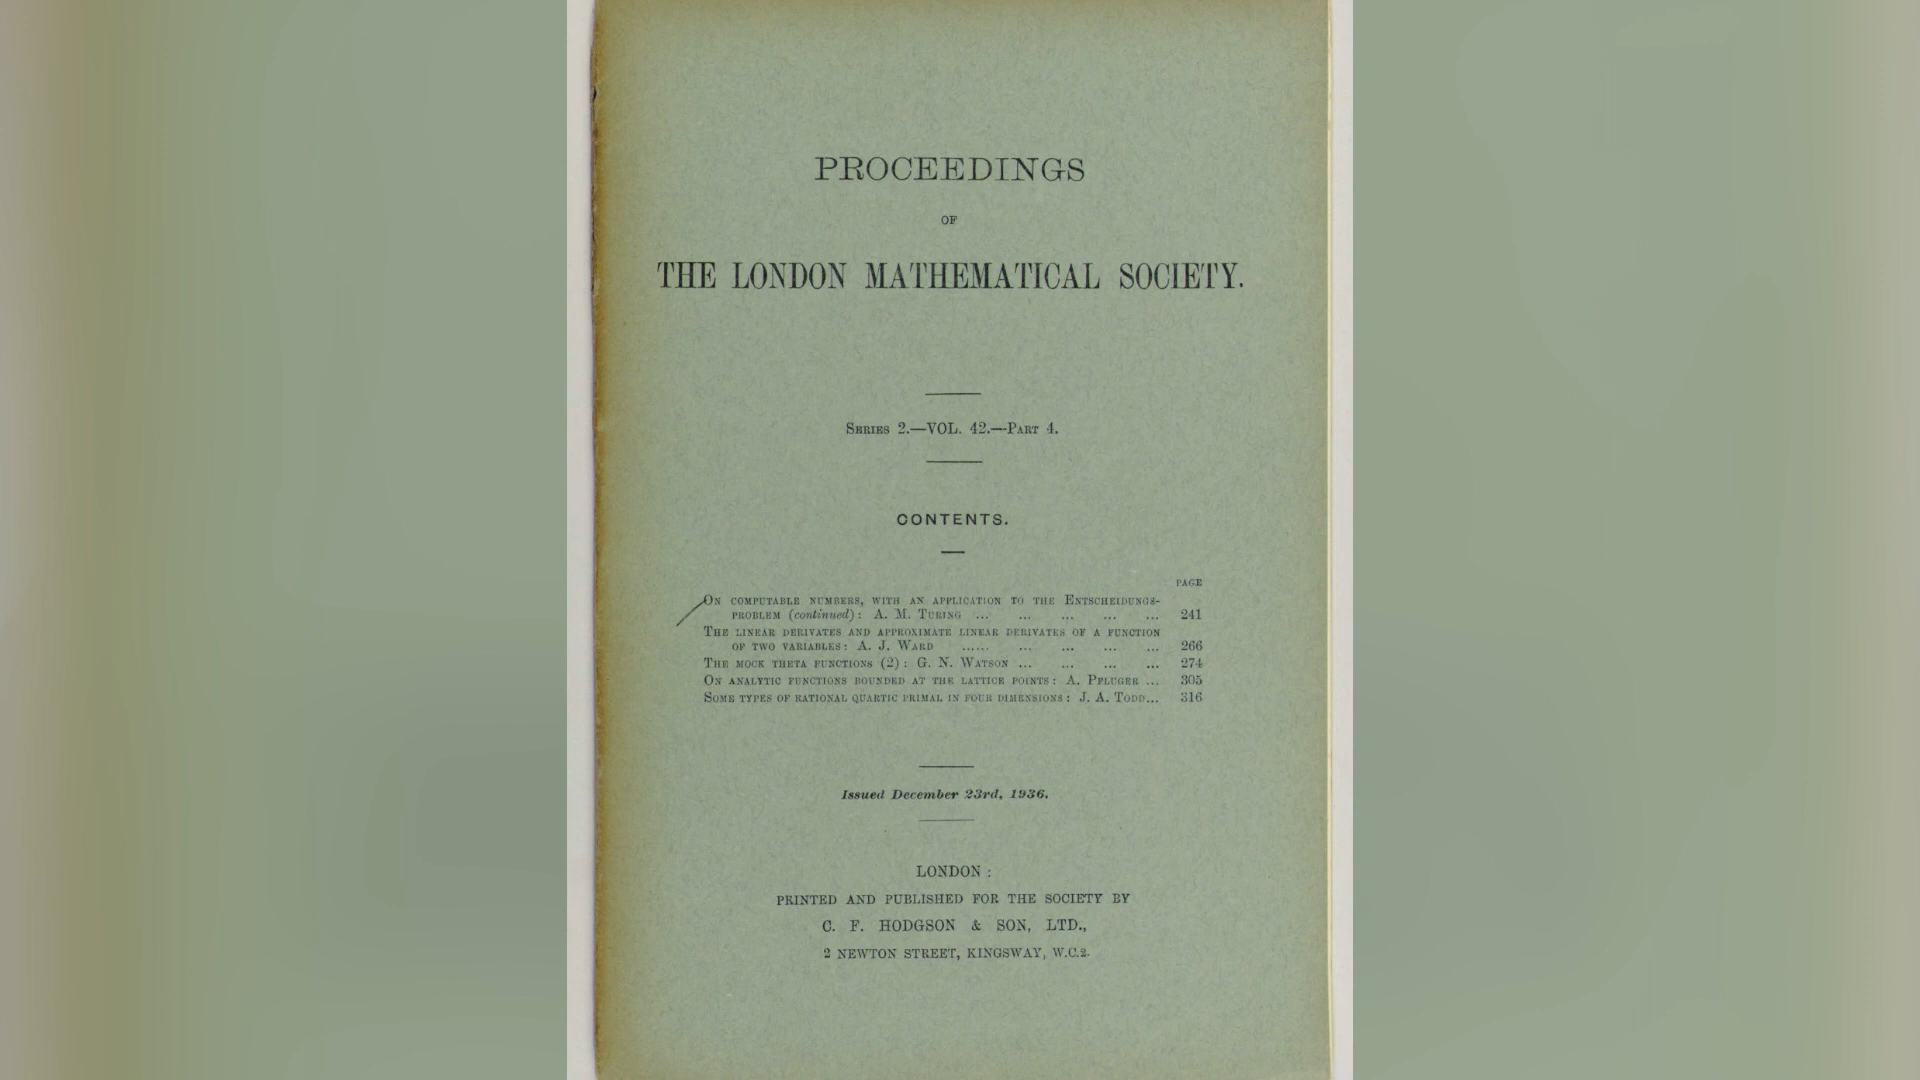 PROCEEDINGS
OF
THE LONDON MATHEMATICAL SOCIETY.
SERIES 2.—VOL. 42.—PART 4.
CONTENTS.
PAGE
ON COMPUTABLE NUMBERS, WITH AN APPLICATION TO THE ENTSCHEIDUNGS-
PROBLEM (continued): A. M. TURING ... ... ... ... ... 241
THE LINEAR DERIVATES AND APPROXIMATE LINEAR DERIVATES OF A FUNCTION
OF TWO VARIABLES: A. J. WARD ...... ... ... ... ... 266
THE MOCK THETA FUNCTIONS (2): G. N. WATSON ... ... ... ... 274
ON ANALYTIC FUNCTIONS BOUNDED AT THE LATTICE POINTS: A. PFLUGER ... 305
SOME TYPES OF RATIONAL QUARTIC PRIMAL IN FOUR DIMENSIONS: J. A. TODD... 316
Issued December 23rd, 1936.
LONDON :
PRINTED AND PUBLISHED FOR THE SOCIETY BY
C. F. HODGSON & SON, LTD.,
2 NEWTON STREET, KINGSWAY, W.C.2.